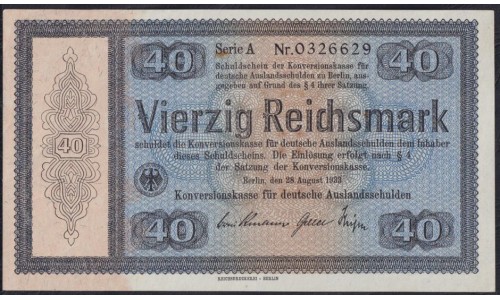 40 Serie A Nr.0326629 40
Schuldschein der Konversionskasse für
deutsche Auslandsschulden zu Berlin, aus-
gegeben auf Grund des § 4 ihrer Satzung
Vierzig Reichsmark
40
schuldet die Konversionskasse für deutsche Auslandsschulden dem Inhaber
dieses Schuldscheins. Die Einlösung erfolgt nach § 4
der Satzung der Konversionskasse.
Berlin, den 28. August 1933
Konversionskasse für deutsche Auslandsschulden
40 40
REICHSDRUCKEREI · BERLIN